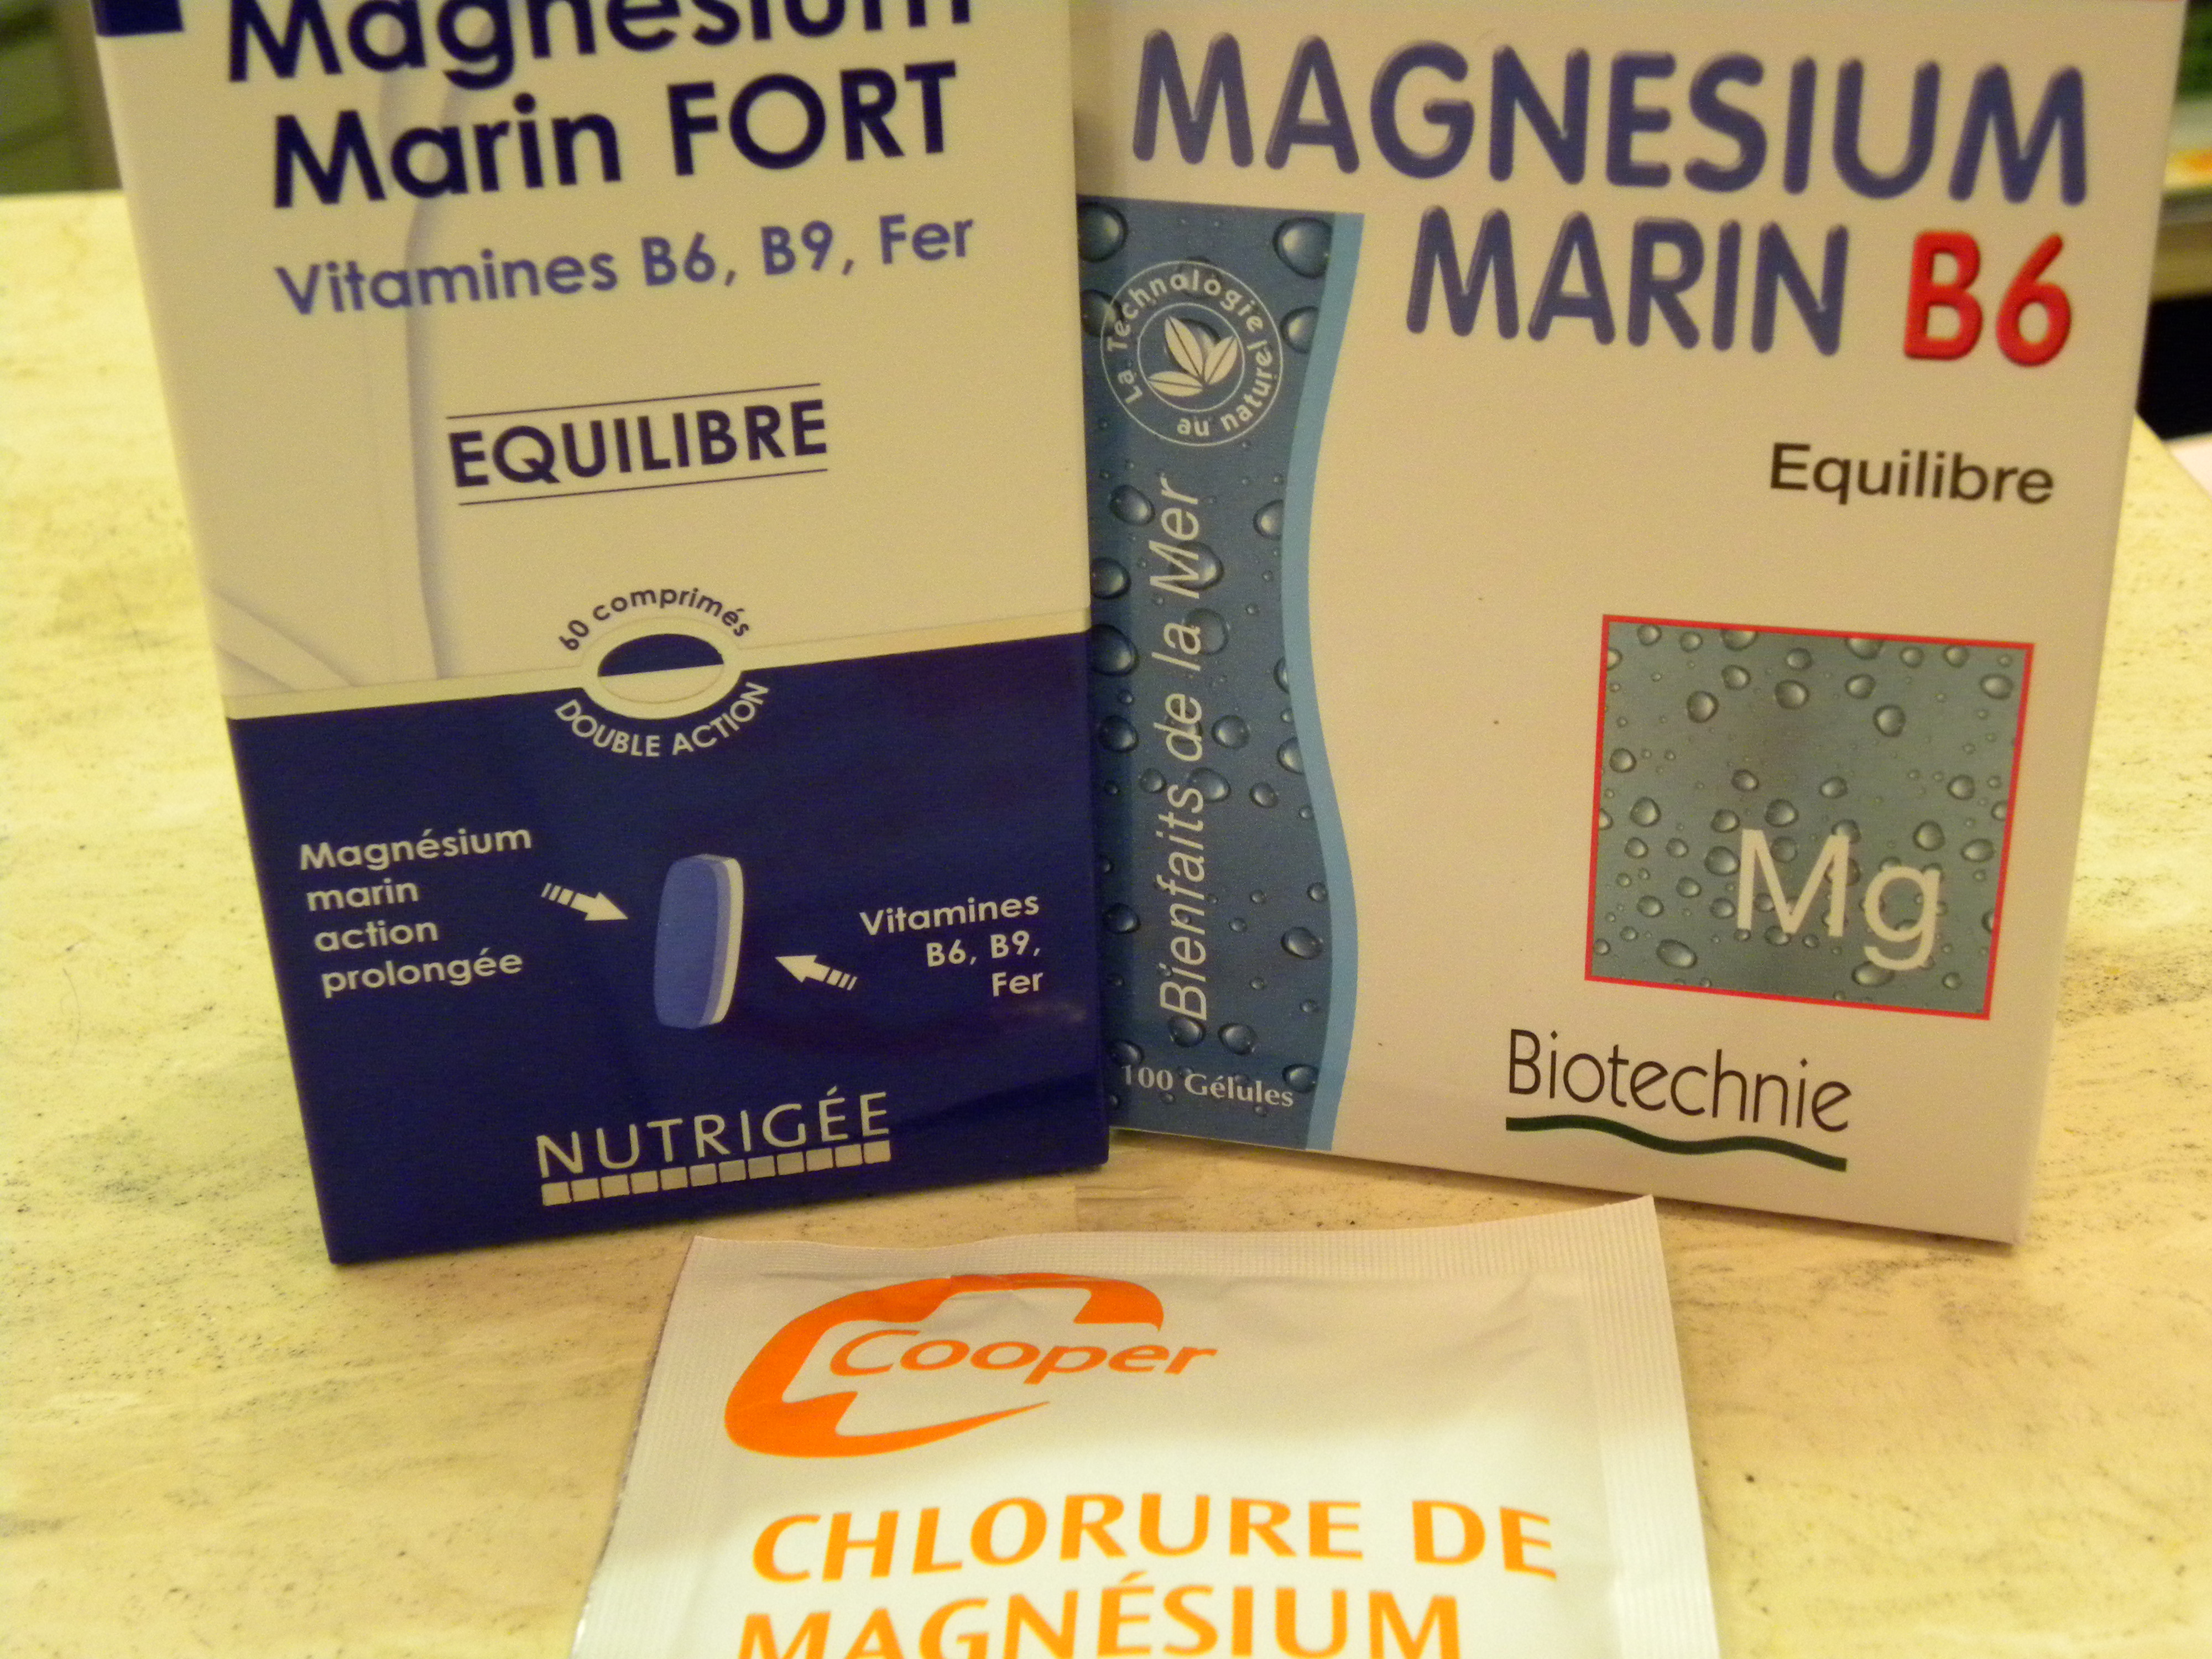 Magnesium
Marin FORT
Vitamines B6, B9, Fer
EQUILIBRE
60 comprimés
DOUBLE ACTION
Magnésium
marin
action
prolongée
Vitamines
B6, B9,
Fer
NUTRIGÉE
MAGNESIUM
MARIN B6
La Technologie
au naturel
Equilibre
Bienfaits de la Mer
Mg
100 Gélules
Biotechnie
Cooper
CHLORURE DE
MAGNÉSIUM